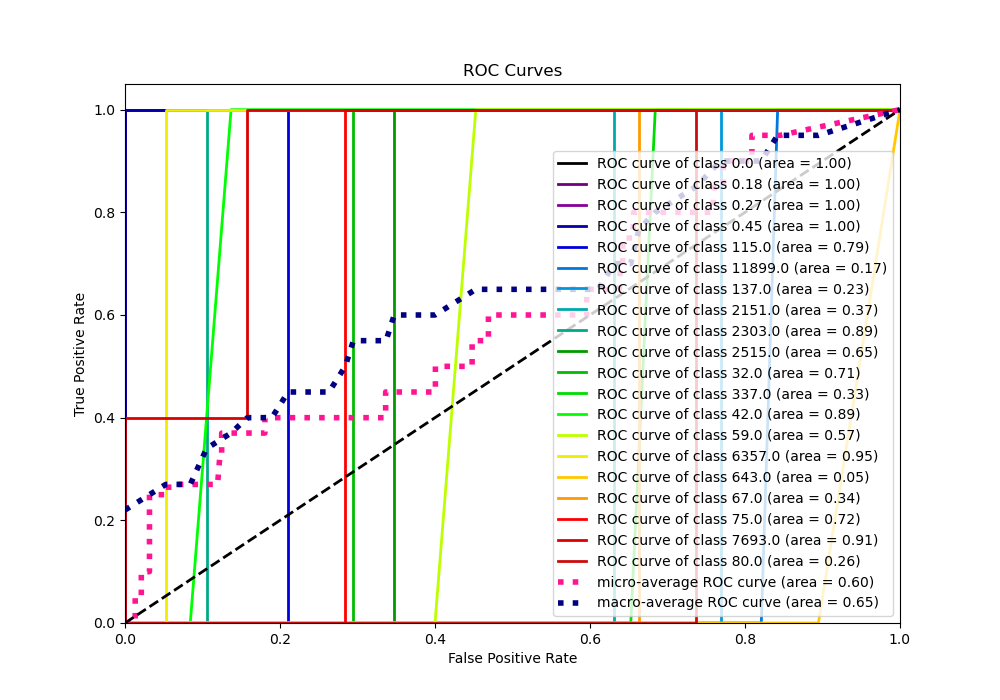 ROC Curves
True Positive Rate
1.0
0.8
0.6
0.4
0.2
0.0
ROC curve of class 0.0 (area = 1.00)
ROC curve of class 0.18 (area = 1.00)
ROC curve of class 0.27 (area = 1.00)
ROC curve of class 0.45 (area = 1.00)
ROC curve of class 115.0 (area = 0.79)
ROC curve of class 11899.0 (area = 0.17)
ROC curve of class 137.0 (area = 0.23)
ROC curve of class 2151.0 (area = 0.37)
ROC curve of class 2303.0 (area = 0.89)
ROC curve of class 2515.0 (area = 0.65)
ROC curve of class 32.0 (area = 0.71)
ROC curve of class 337.0 (area = 0.33)
ROC curve of class 42.0 (area = 0.89)
ROC curve of class 59.0 (area = 0.57)
ROC curve of class 6357.0 (area = 0.95)
ROC curve of class 643.0 (area = 0.05)
ROC curve of class 67.0 (area = 0.34)
ROC curve of class 75.0 (area = 0.72)
ROC curve of class 7693.0 (area = 0.91)
ROC curve of class 80.0 (area = 0.26)
micro-average ROC curve (area = 0.60)
macro-average ROC curve (area = 0.65)
0.0 0.2 0.4 0.6 0.8 1.0
False Positive Rate